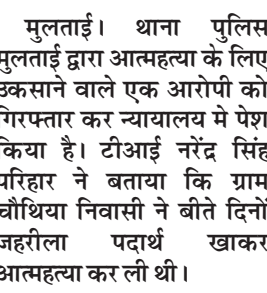 मुलताई। थाना पुलिस
मुलताई द्वारा आत्महत्या के लिए
उकसाने वाले एक आरोपी को
गिरफ्तार कर न्यायालय मे पेश
किया है। टीआई नरेंद्र सिंह
परिहार ने बताया कि ग्राम
चौथिया निवासी ने बीते दिनों
जहरीला पदार्थ खाकर
आत्महत्या कर ली थी।